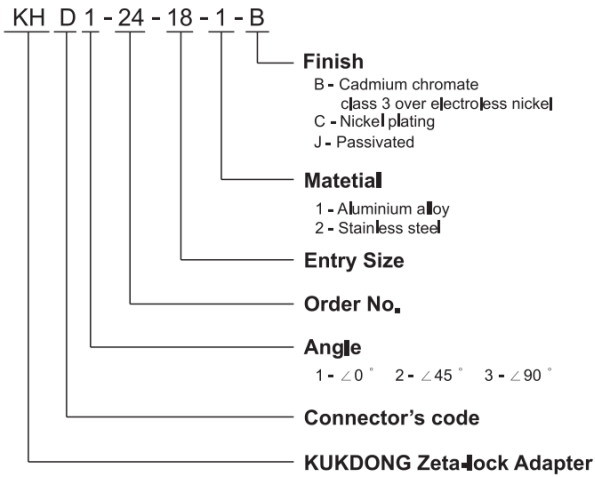 KH D 1 - 24 - 18 - 1 - B
Finish
B - Cadmium chromate
class 3 over electroless nickel
C - Nickel plating
J - Passivated
Matetial
1 - Aluminium alloy
2 - Stainless steel
Entry Size
Order No.
Angle
1 - ∠0° 2 - ∠45° 3 - ∠90°
Connector's code
KUKDONG Zeta-lock Adapter